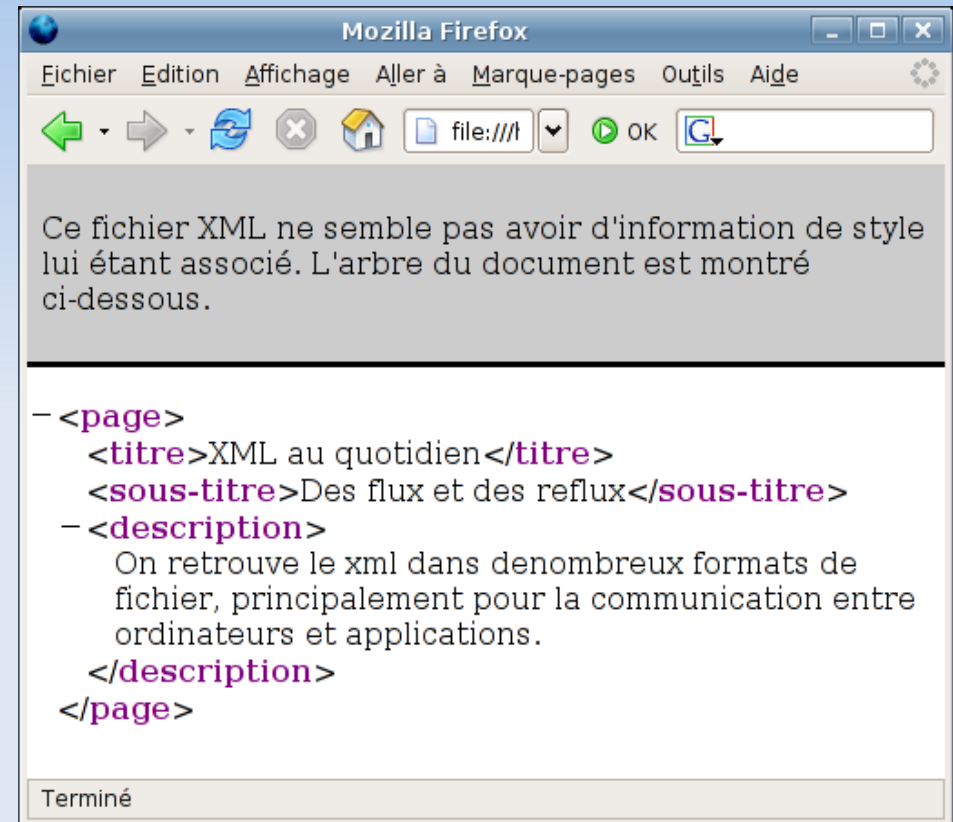 Mozilla Firefox
Fichier Edition Affichage Aller à Marque-pages Outils Aide
file:///h OK G
Ce fichier XML ne semble pas avoir d'information de style
lui étant associé. L'arbre du document est montré
ci-dessous.
− <page>
<titre>XML au quotidien</titre>
<sous-titre>Des flux et des reflux</sous-titre>
− <description>
On retrouve le xml dans denombreux formats de
fichier, principalement pour la communication entre
ordinateurs et applications.
</description>
</page>
Terminé